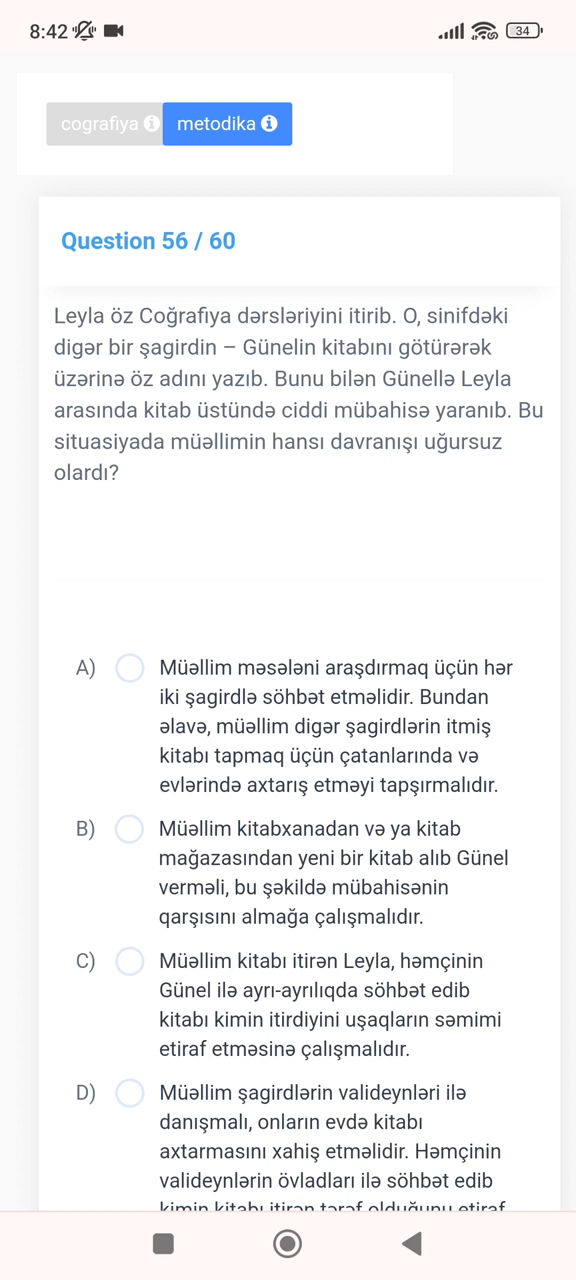 8:42
34
cografiya
metodika
Question 56 / 60
Leyla öz Coğrafiya dərsləriyini itirib. O, sinifdəki
digər bir şagirdin – Günelin kitabını götürərək
üzərinə öz adını yazıb. Bunu bilən Günellə Leyla
arasında kitab üstündə ciddi mübahisə yaranıb. Bu
situasiyada müəllimin hansı davranışı uğursuz
olardı?
A) Müəllim məsələni araşdırmaq üçün hər
iki şagirdlə söhbət etməlidir. Bundan
əlavə, müəllim digər şagirdlərin itmiş
kitabı tapmaq üçün çatanlarında və
evlərində axtarış etməyi tapşırmalıdır.
B) Müəllim kitabxanadan və ya kitab
mağazasından yeni bir kitab alıb Günel
verməli, bu şəkildə mübahisənin
qarşısını almağa çalışmalıdır.
C) Müəllim kitabı itirən Leyla, həmçinin
Günel ilə ayrı-ayrılıqda söhbət edib
kitabı kimin itirdiyini uşaqların səmimi
etiraf etməsinə çalışmalıdır.
D) Müəllim şagirdlərin valideynləri ilə
danışmalı, onların evdə kitabı
axtarmasını xahiş etməlidir. Həmçinin
valideynlərin övladları ilə söhbət edib
kimin kitabı itirən tərəf olduğunu etiraf